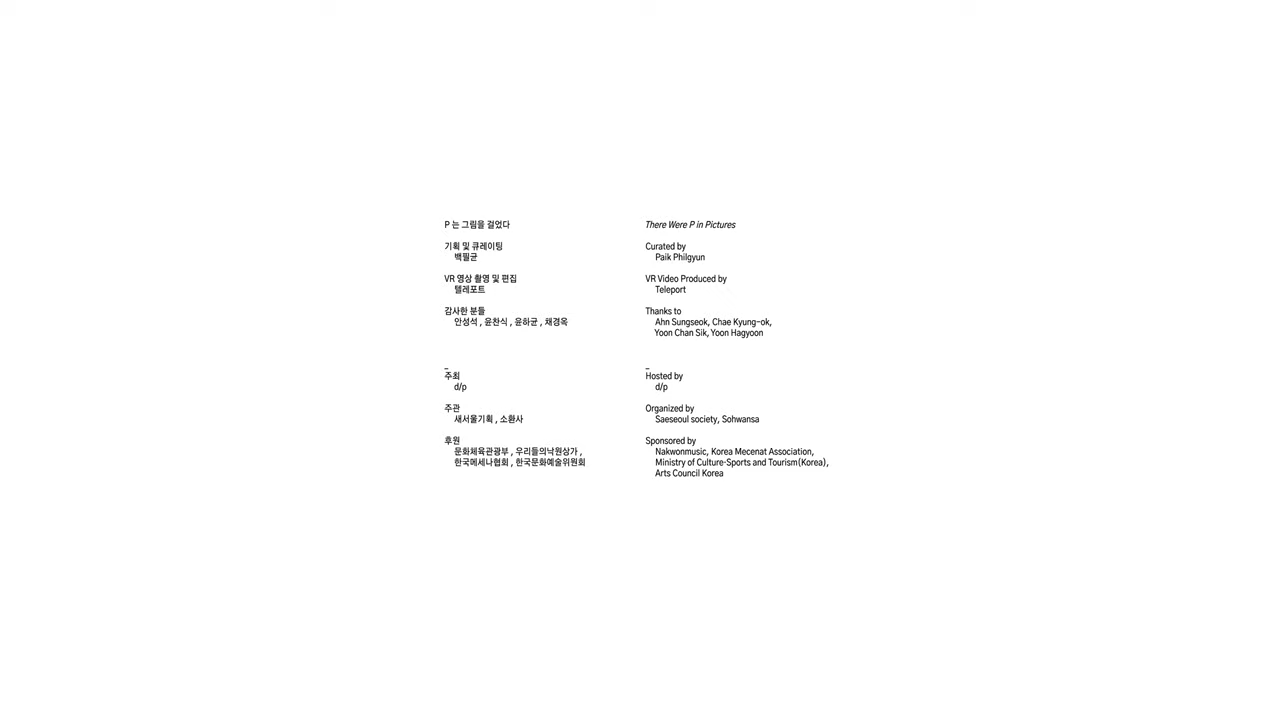 P 는 그림을 걸었다
기획 및 큐레이팅
백필균
VR 영상 촬영 및 편집
텔레포트
감사한 분들
안성석 , 윤찬식 , 윤하균 , 채경옥
_
주최
d/p
주관
새서울기획 , 소환사
후원
문화체육관광부 , 우리들의낙원상가 ,
한국메세나협회 , 한국문화예술위원회
There Were P in Pictures
Curated by
Paik Philgyun
VR Video Produced by
Teleport
Thanks to
Ahn Sungseok, Chae Kyung-ok,
Yoon Chan Sik, Yoon Hagyoon
_
Hosted by
d/p
Organized by
Saeseoul society, Sohwansa
Sponsored by
Nakwonmusic, Korea Mecenat Association,
Ministry of Culture·Sports and Tourism(Korea),
Arts Council Korea